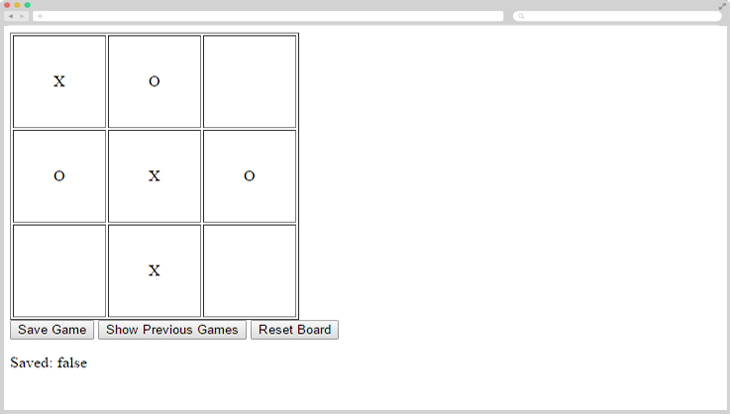 X O
O X O
X
Save Game Show Previous Games Reset Board
Saved: false